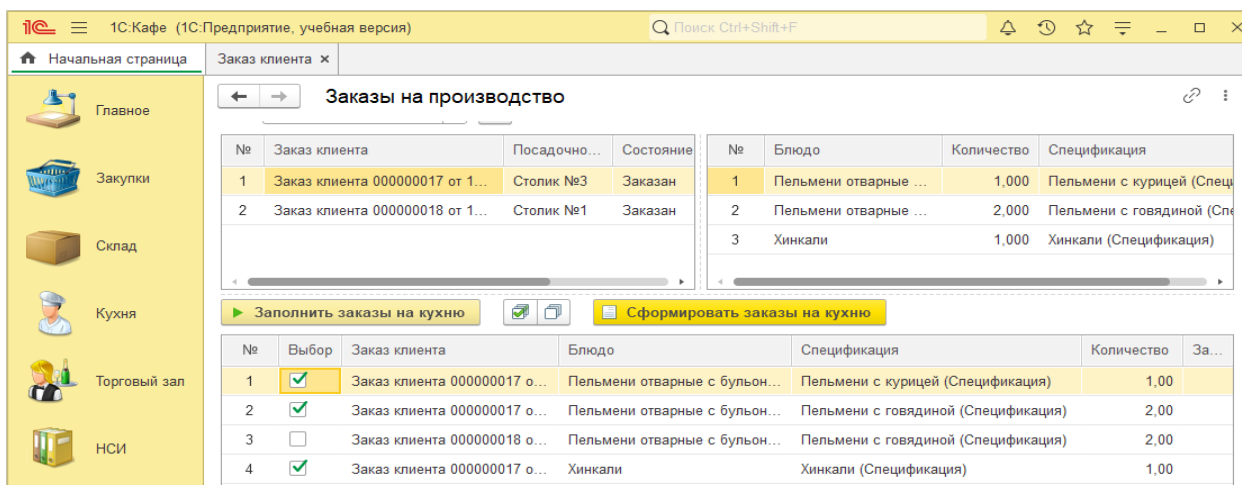 1С:Кафе (1С:Предприятие, учебная версия) Поиск Ctrl+Shift+F
Начальная страница Заказ клиента ×
Главное
Закупки
Склад
Кухня
Торговый зал
НСИ
Заказы на производство
№ Заказ клиента Посадочно... Состояние
1 Заказ клиента 000000017 от 1... Столик №3 Заказан
2 Заказ клиента 000000018 от 1... Столик №1 Заказан
№ Блюдо Количество Спецификация
1 Пельмени отварные ... 1,000 Пельмени с курицей (Специ
2 Пельмени отварные ... 2,000 Пельмени с говядиной (Спе
3 Хинкали 1,000 Хинкали (Спецификация)
Заполнить заказы на кухню Сформировать заказы на кухню
№ Выбор Заказ клиента Блюдо Спецификация Количество За...
1 Заказ клиента 000000017 о... Пельмени отварные с бульон... Пельмени с курицей (Спецификация) 1,00
2 Заказ клиента 000000017 о... Пельмени отварные с бульон... Пельмени с говядиной (Спецификация) 2,00
3 Заказ клиента 000000018 о... Пельмени отварные с бульон... Пельмени с говядиной (Спецификация) 2,00
4 Заказ клиента 000000017 о... Хинкали Хинкали (Спецификация) 1,00